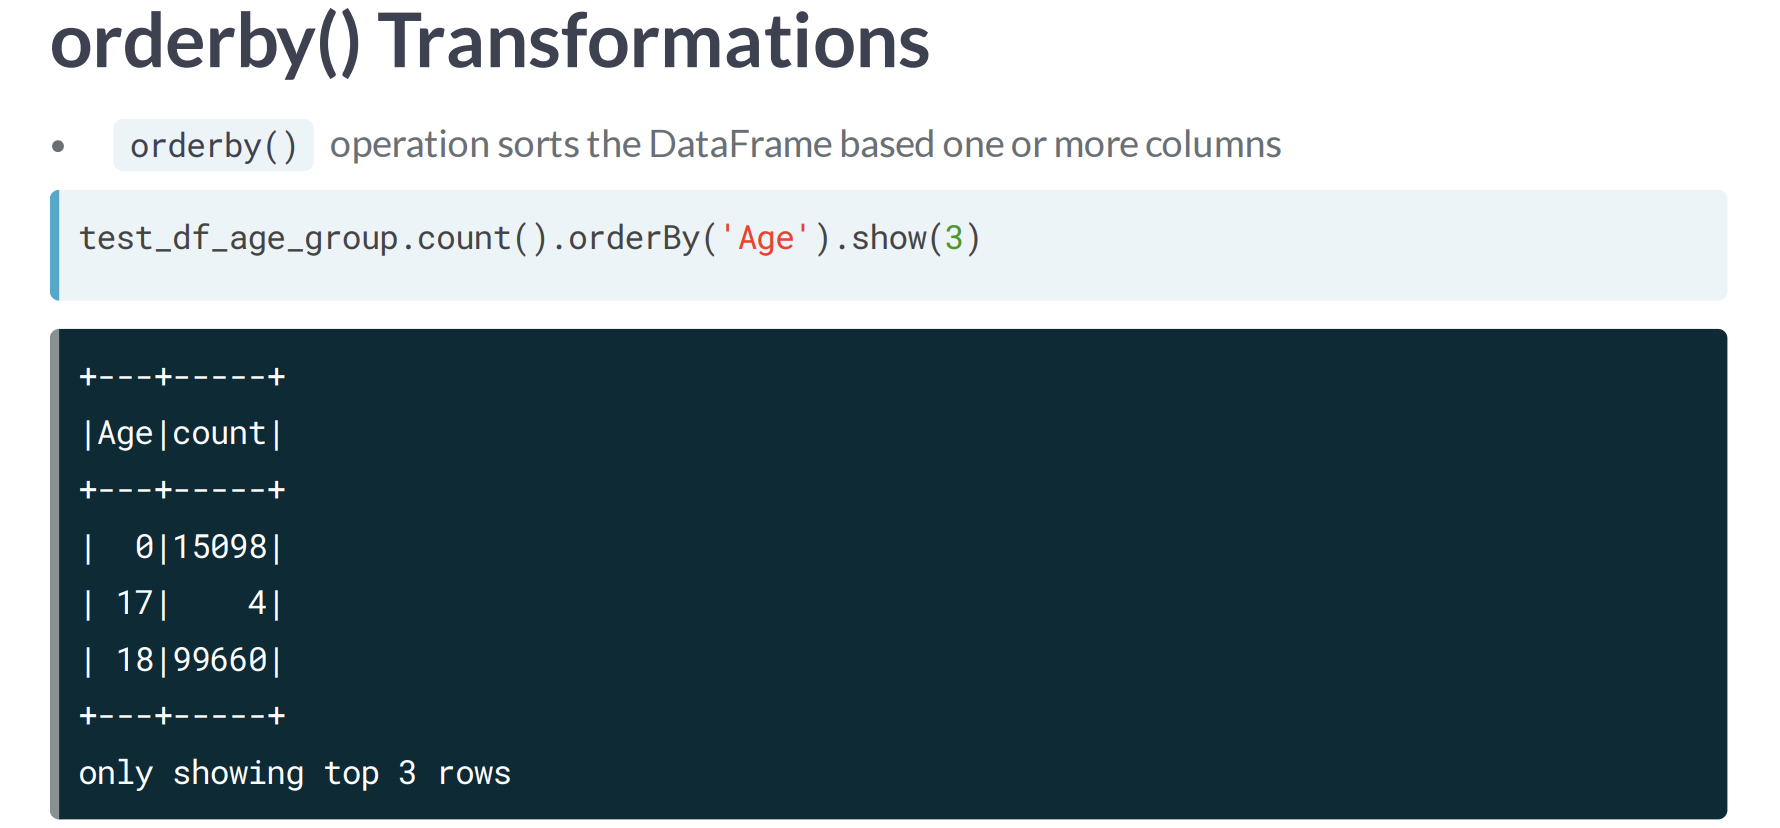 orderby() Transformations
• orderby() operation sorts the DataFrame based one or more columns
test_df_age_group.count().orderBy('Age').show(3)
+---+-----+
|Age|count|
+---+-----+
|  0|15098|
| 17|    4|
| 18|99660|
+---+-----+
only showing top 3 rows